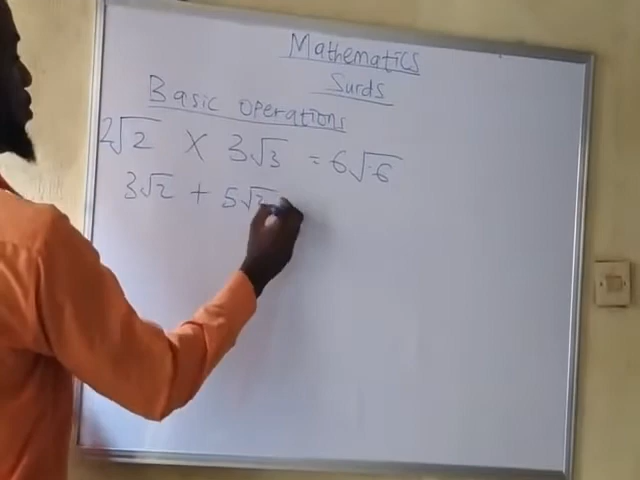 Mathematics
Surds
Basic operations
2√2 × 3√3 = 6√6
3√2 + 5√